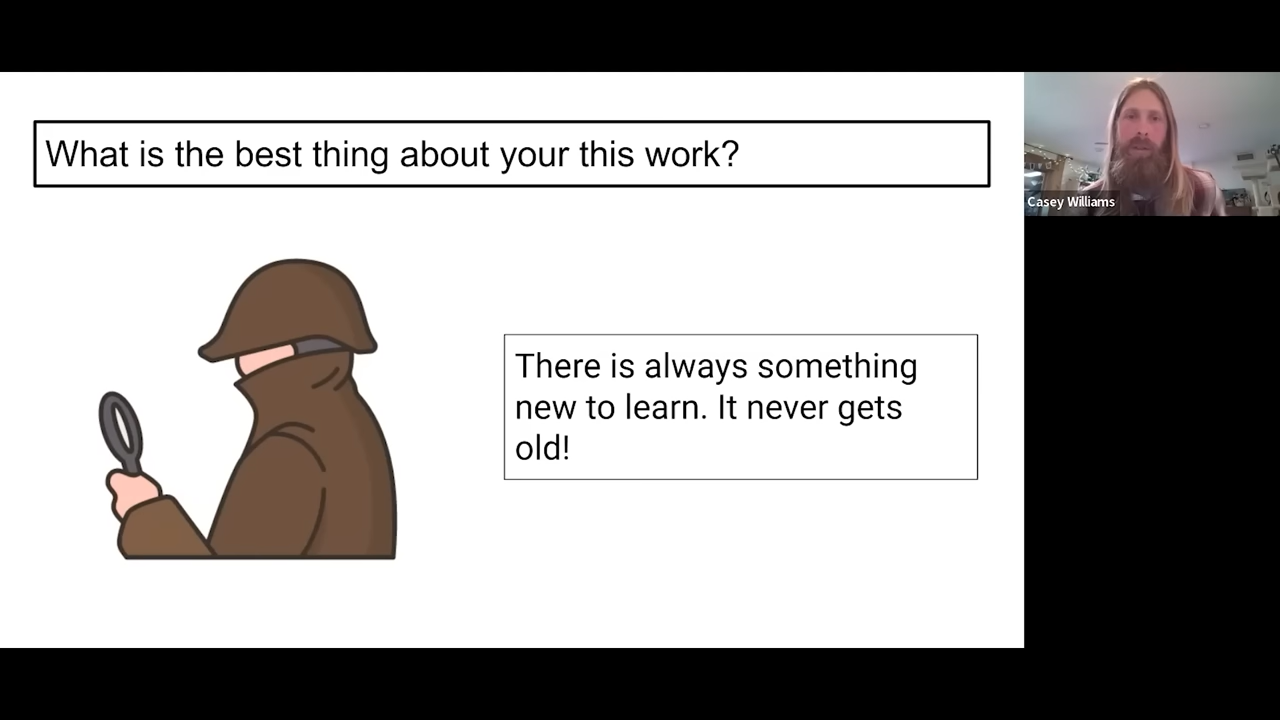 What is the best thing about your this work?
Casey Williams
There is always something
new to learn. It never gets
old!